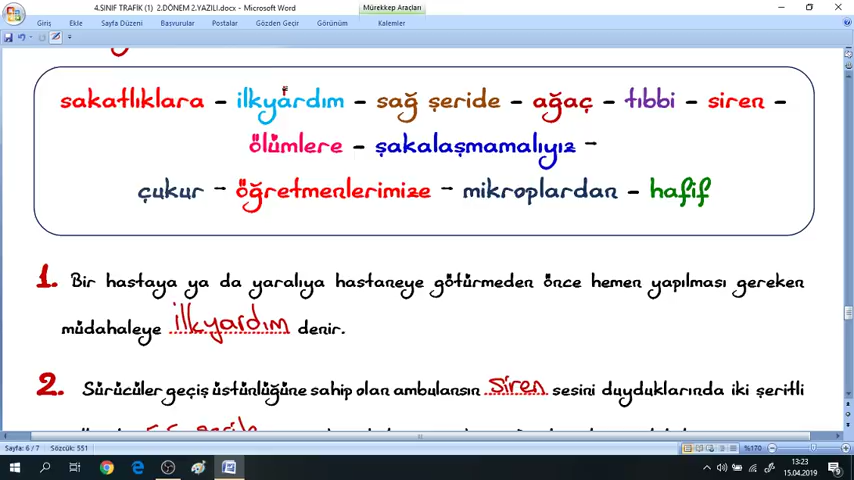 4.SINIF TRAFİK (1) 2.DÖNEM 2.YAZILI.docx - Microsoft Word
Mürekkep Araçları
Giriş Ekle Sayfa Düzeni Başvurular Postalar Gözden Geçir Görünüm Kalemler
sakatlıklara - ilkyardım - sağ şeride - ağaç - tıbbi - siren -
ölümlere - şakalaşmamalıyız -
çukur - öğretmenlerimize - mikroplardan - hafif
1. Bir hastaya ya da yaralıya hastaneye götürmeden önce hemen yapılması gereken
müdahaleye ilkyardım denir.
2. Sürücüler geçiş üstünlüğüne sahip olan ambulansın siren sesini duyduklarında iki şeritli
Sayfa: 6 / 7 Sözcük: 551 %170
13:23
15.04.2019